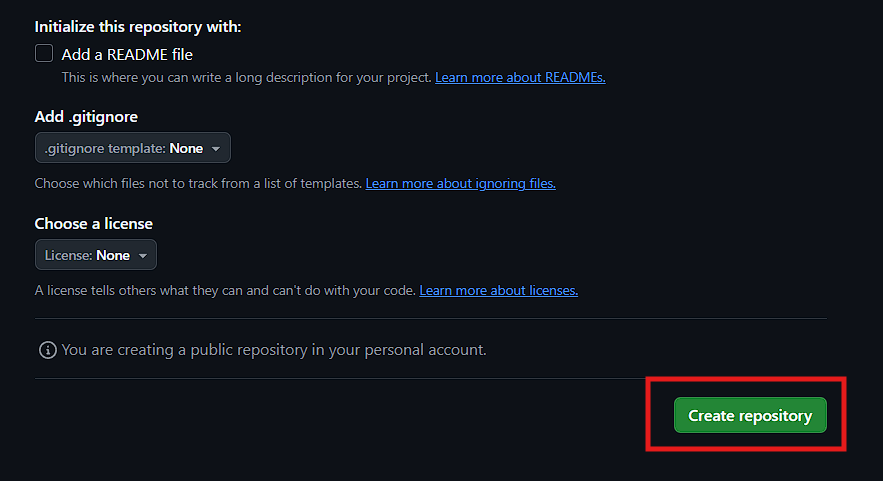 Initialize this repository with:
Add a README file
This is where you can write a long description for your project. Learn more about READMEs.
Add .gitignore
.gitignore template: None
Choose which files not to track from a list of templates. Learn more about ignoring files.
Choose a license
License: None
A license tells others what they can and can't do with your code. Learn more about licenses.
You are creating a public repository in your personal account.
Create repository